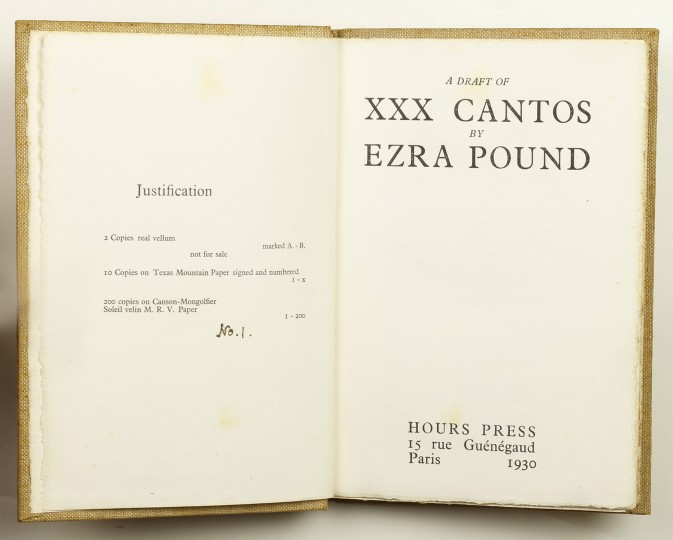 Justification
2 Copies real vellum
marked A. - B.
not for sale
10 Copies on Texas Mountain Paper signed and numbered
1 - x
200 copies on Canson-Mongolfier
Soleil velin M. R. V. Paper
1 - 200
No. 1.
A DRAFT OF
XXX CANTOS
BY
EZRA POUND
HOURS PRESS
15 rue Guénégaud
Paris 1930